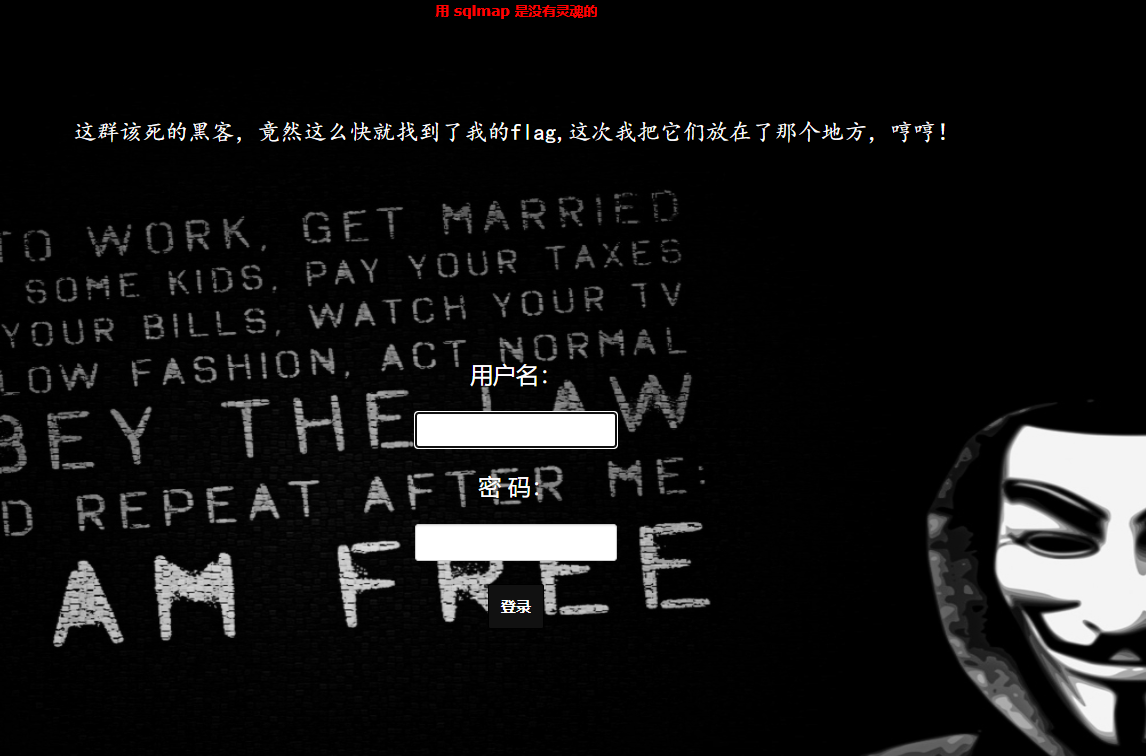 用 sqlmap 是没有灵魂的
这群该死的黑客，竟然这么快就找到了我的flag,这次我把它们放在了那个地方，哼哼！
TO WORK, GET MARRIED
SOME KIDS, PAY YOUR TAXES
YOUR BILLS, WATCH YOUR TV
LOW FASHION, ACT NORMAL
用户名：
BEY THE LAW
D REPEAT AFTER ME:
密 码：
AM FREE
登录